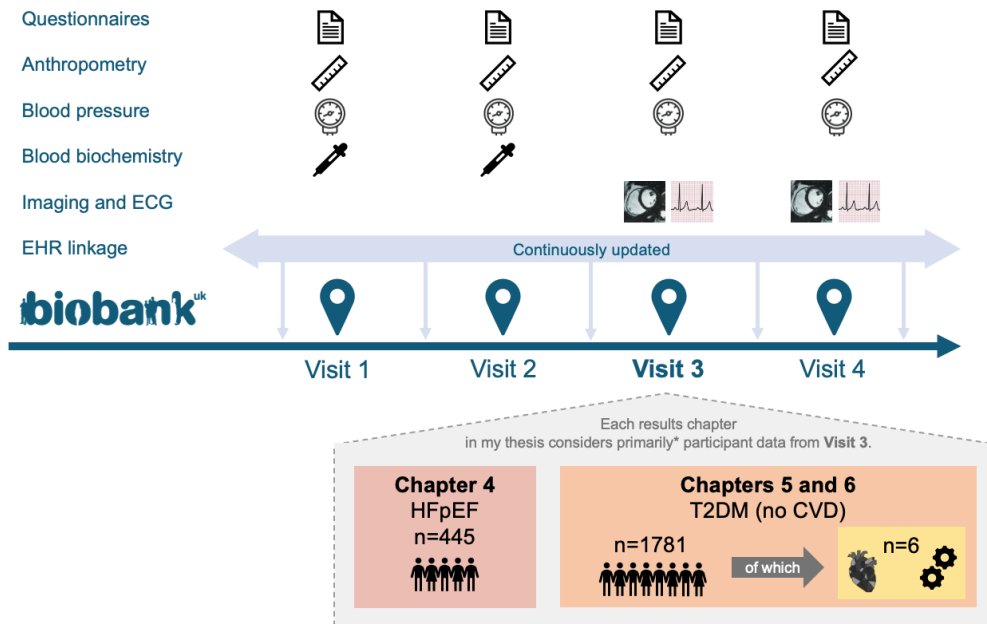 Questionnaires
Anthropometry
Blood pressure
Blood biochemistry
Imaging and ECG
EHR linkage
Continuously updated
biobank uk
Visit 1
Visit 2
Visit 3
Visit 4
Each results chapter
in my thesis considers primarily* participant data from Visit 3.
Chapter 4
HFpEF
n=445
Chapters 5 and 6
T2DM (no CVD)
n=1781
of which
n=6